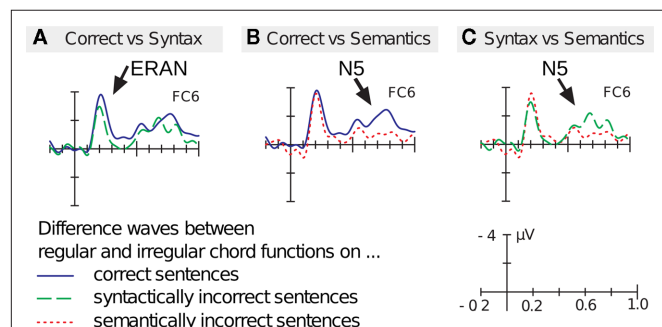 A Correct vs Syntax
B Correct vs Semantics
C Syntax vs Semantics
ERAN
FC6
N5
FC6
N5
FC6
Difference waves between
regular and irregular chord functions on ...
correct sentences
syntactically incorrect sentences
semantically incorrect sentences
- 4 µV
- 0 2 0.2 0.6 1.0